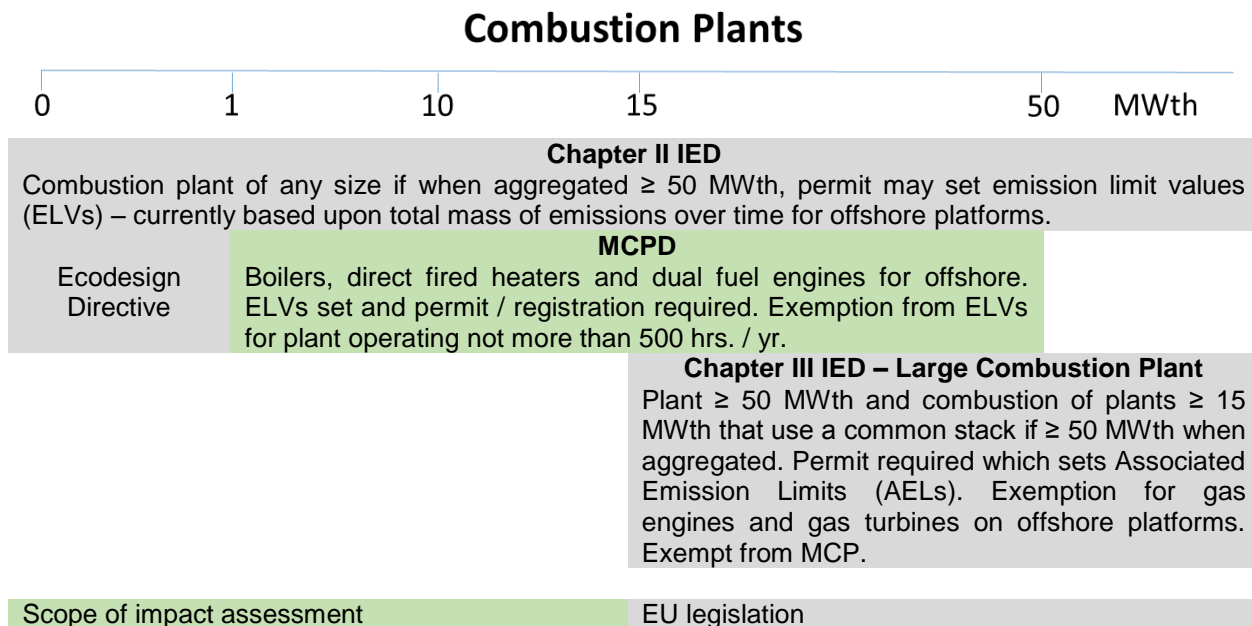 Combustion Plants
0 1 10 15 50 MWth
Chapter II IED
Combustion plant of any size if when aggregated ≥ 50 MWth, permit may set emission limit values
(ELVs) – currently based upon total mass of emissions over time for offshore platforms.
Ecodesign
Directive
MCPD
Boilers, direct fired heaters and dual fuel engines for offshore.
ELVs set and permit / registration required. Exemption from ELVs
for plant operating not more than 500 hrs. / yr.
Chapter III IED – Large Combustion Plant
Plant ≥ 50 MWth and combustion of plants ≥ 15
MWth that use a common stack if ≥ 50 MWth when
aggregated. Permit required which sets Associated
Emission Limits (AELs). Exemption for gas
engines and gas turbines on offshore platforms.
Exempt from MCP.
Scope of impact assessment
EU legislation